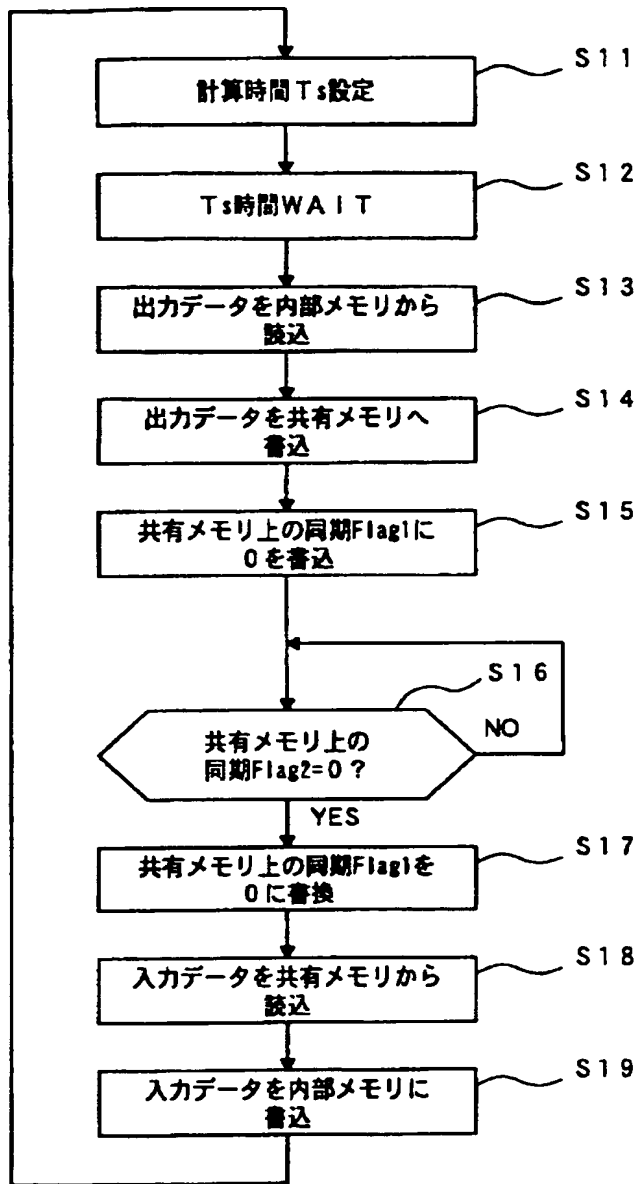 S11
計算時間Ts設定
S12
Ts時間WAIT
S13
出力データを内部メモリから
読込
S14
出力データを共有メモリへ
書込
S15
共有メモリ上の同期Flag1に
0を書込
S16
NO
共有メモリ上の
同期Flag2=0?
YES
S17
共有メモリ上の同期Flag1を
0に書換
S18
入力データを共有メモリから
読込
S19
入力データを内部メモリに
書込